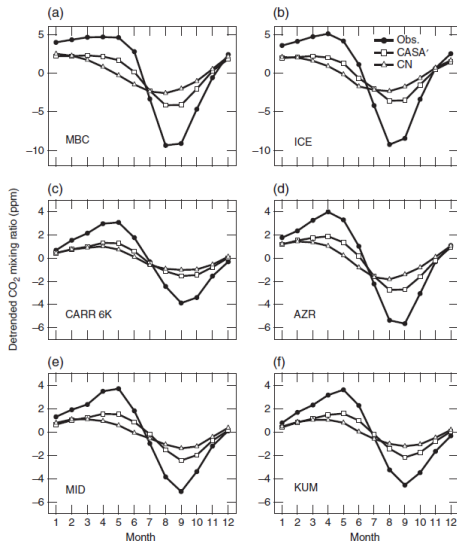 (a)
(b)
Obs.
CASA′
CN
5
0
−5
−10
MBC
5
0
−5
−10
ICE
(c)
(d)
4
2
0
−2
−4
−6
CARR 6K
4
2
0
−2
−4
−6
AZR
Detrended CO₂ mixing ratio (ppm)
(e)
(f)
4
2
0
−2
−4
−6
MID
4
2
0
−2
−4
−6
KUM
1 2 3 4 5 6 7 8 9 10 11 12
1 2 3 4 5 6 7 8 9 10 11 12
Month
Month